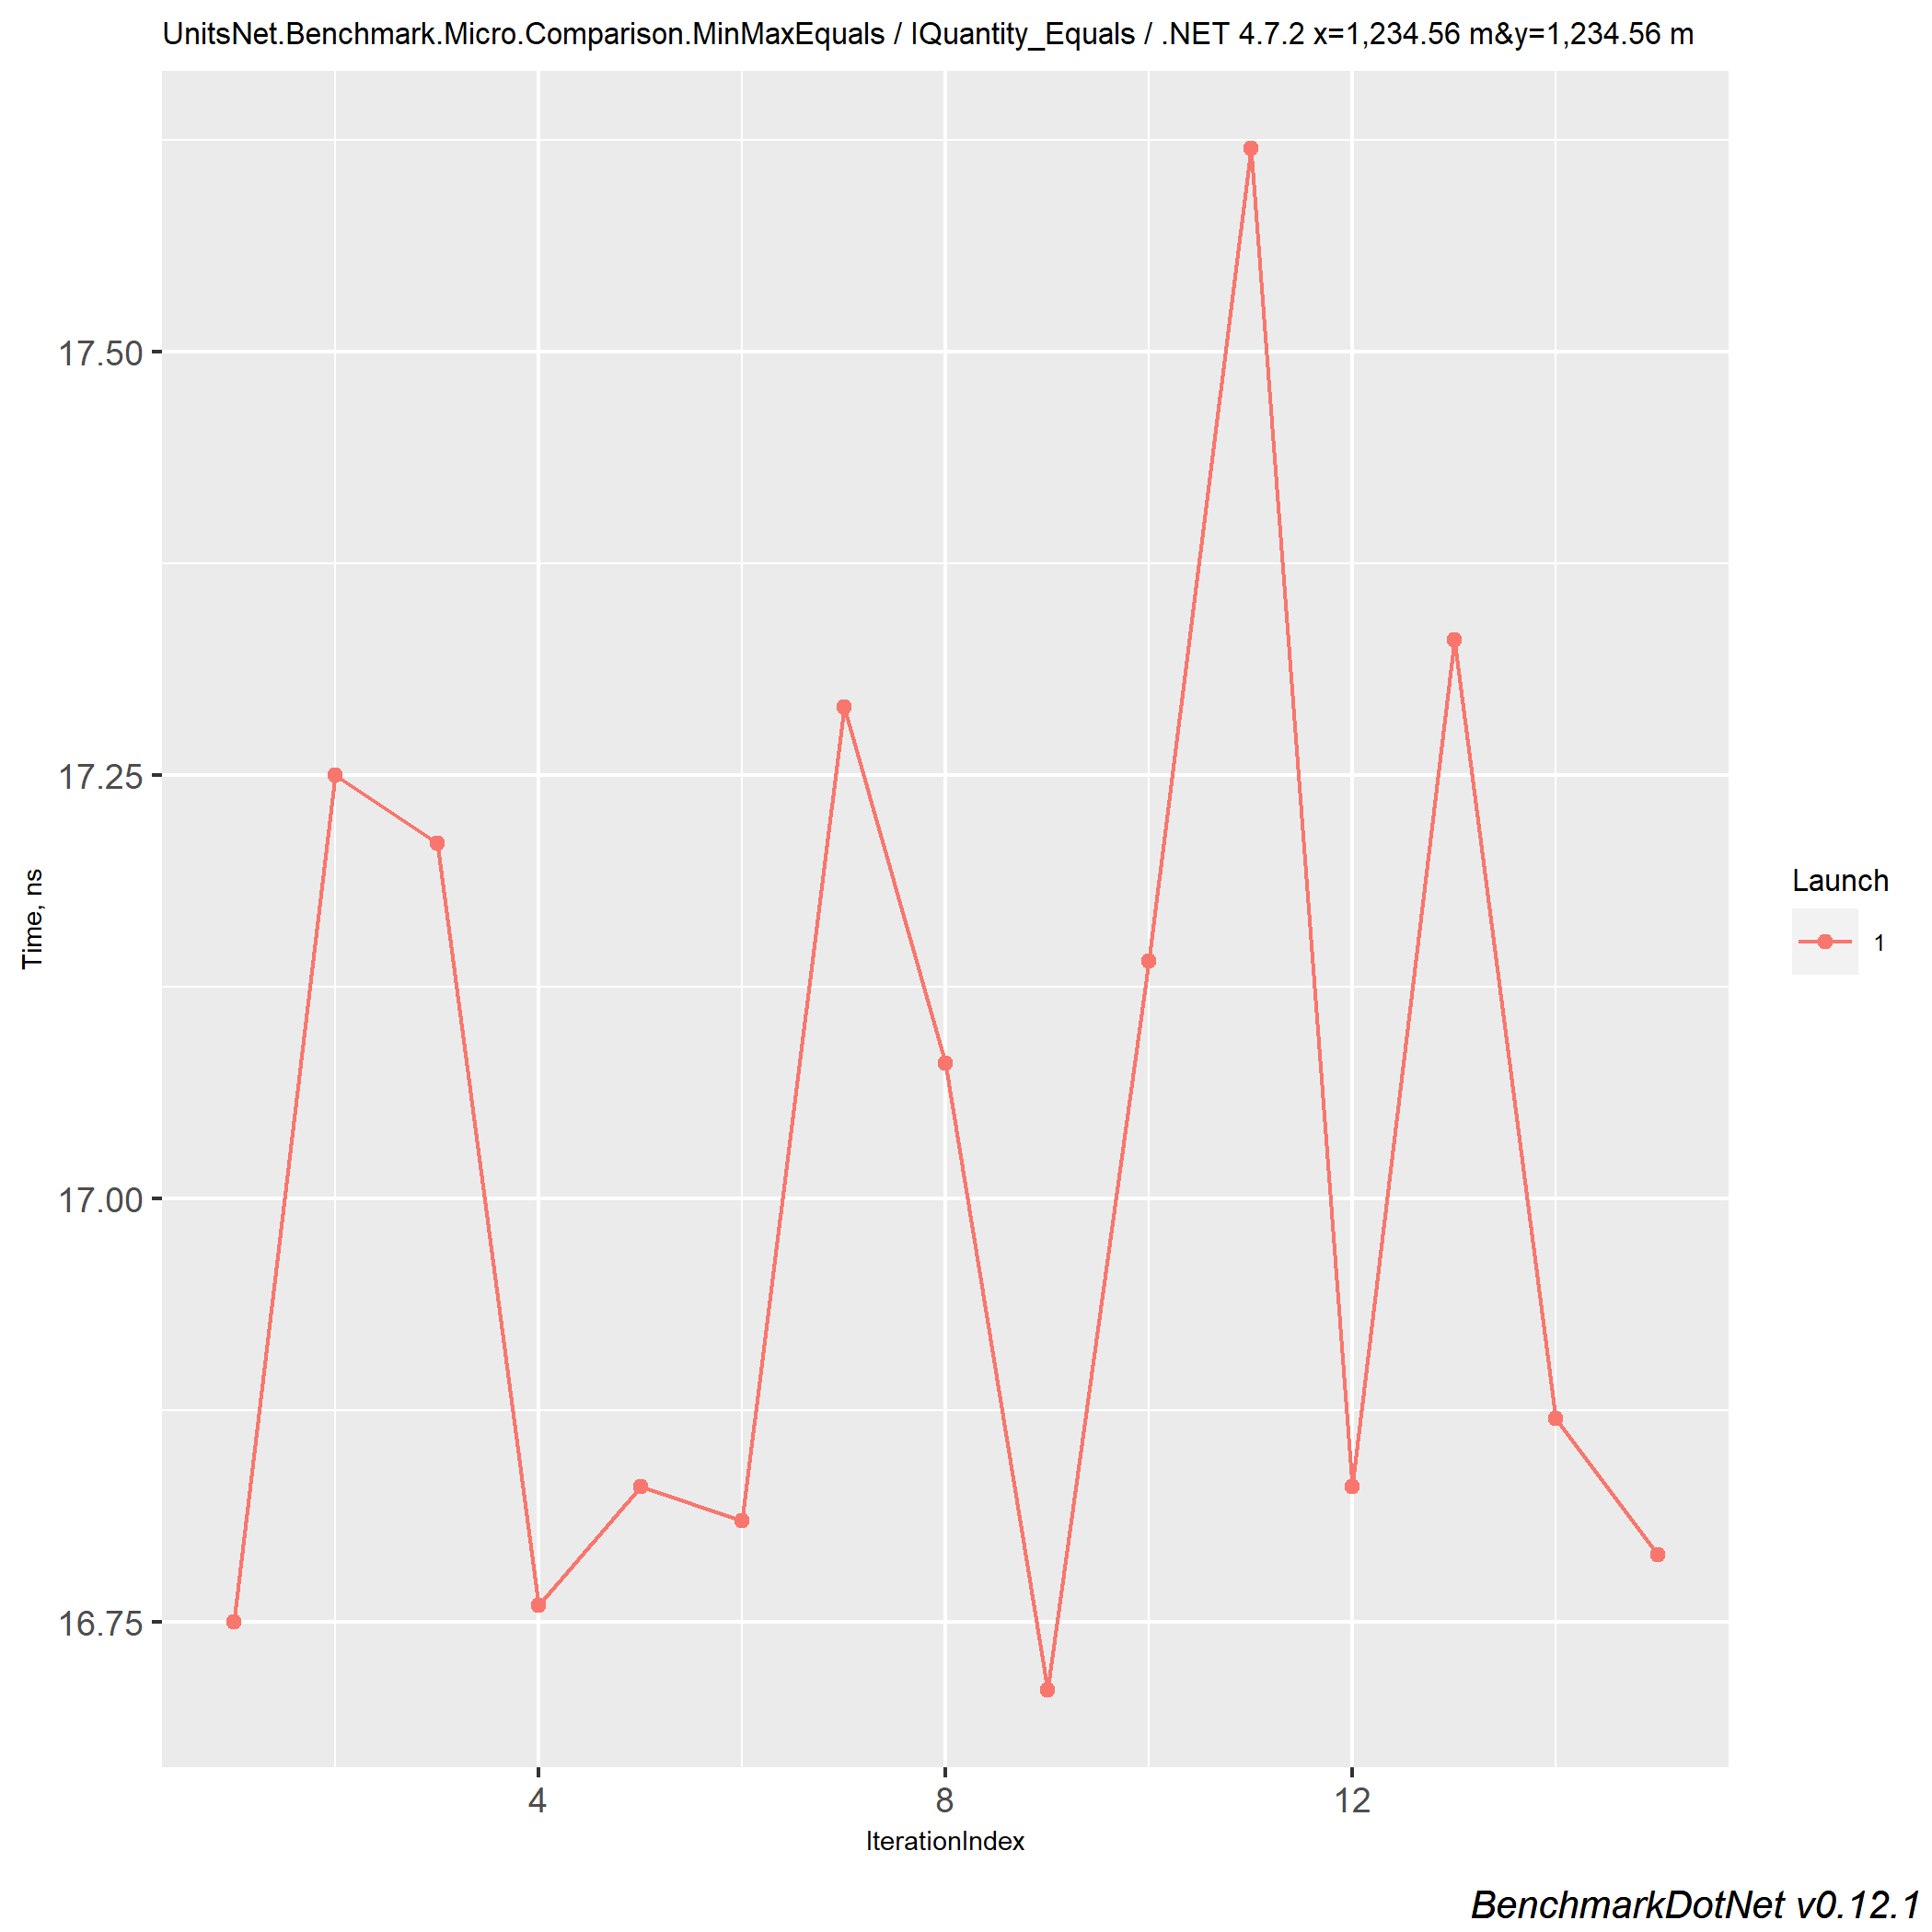 UnitsNet.Benchmark.Micro.Comparison.MinMaxEquals / IQuantity_Equals / .NET 4.7.2 x=1,234.56 m&y=1,234.56 m
17.50
17.25
17.00
16.75
Time, ns
4
8
12
IterationIndex
Launch
1
BenchmarkDotNet v0.12.1